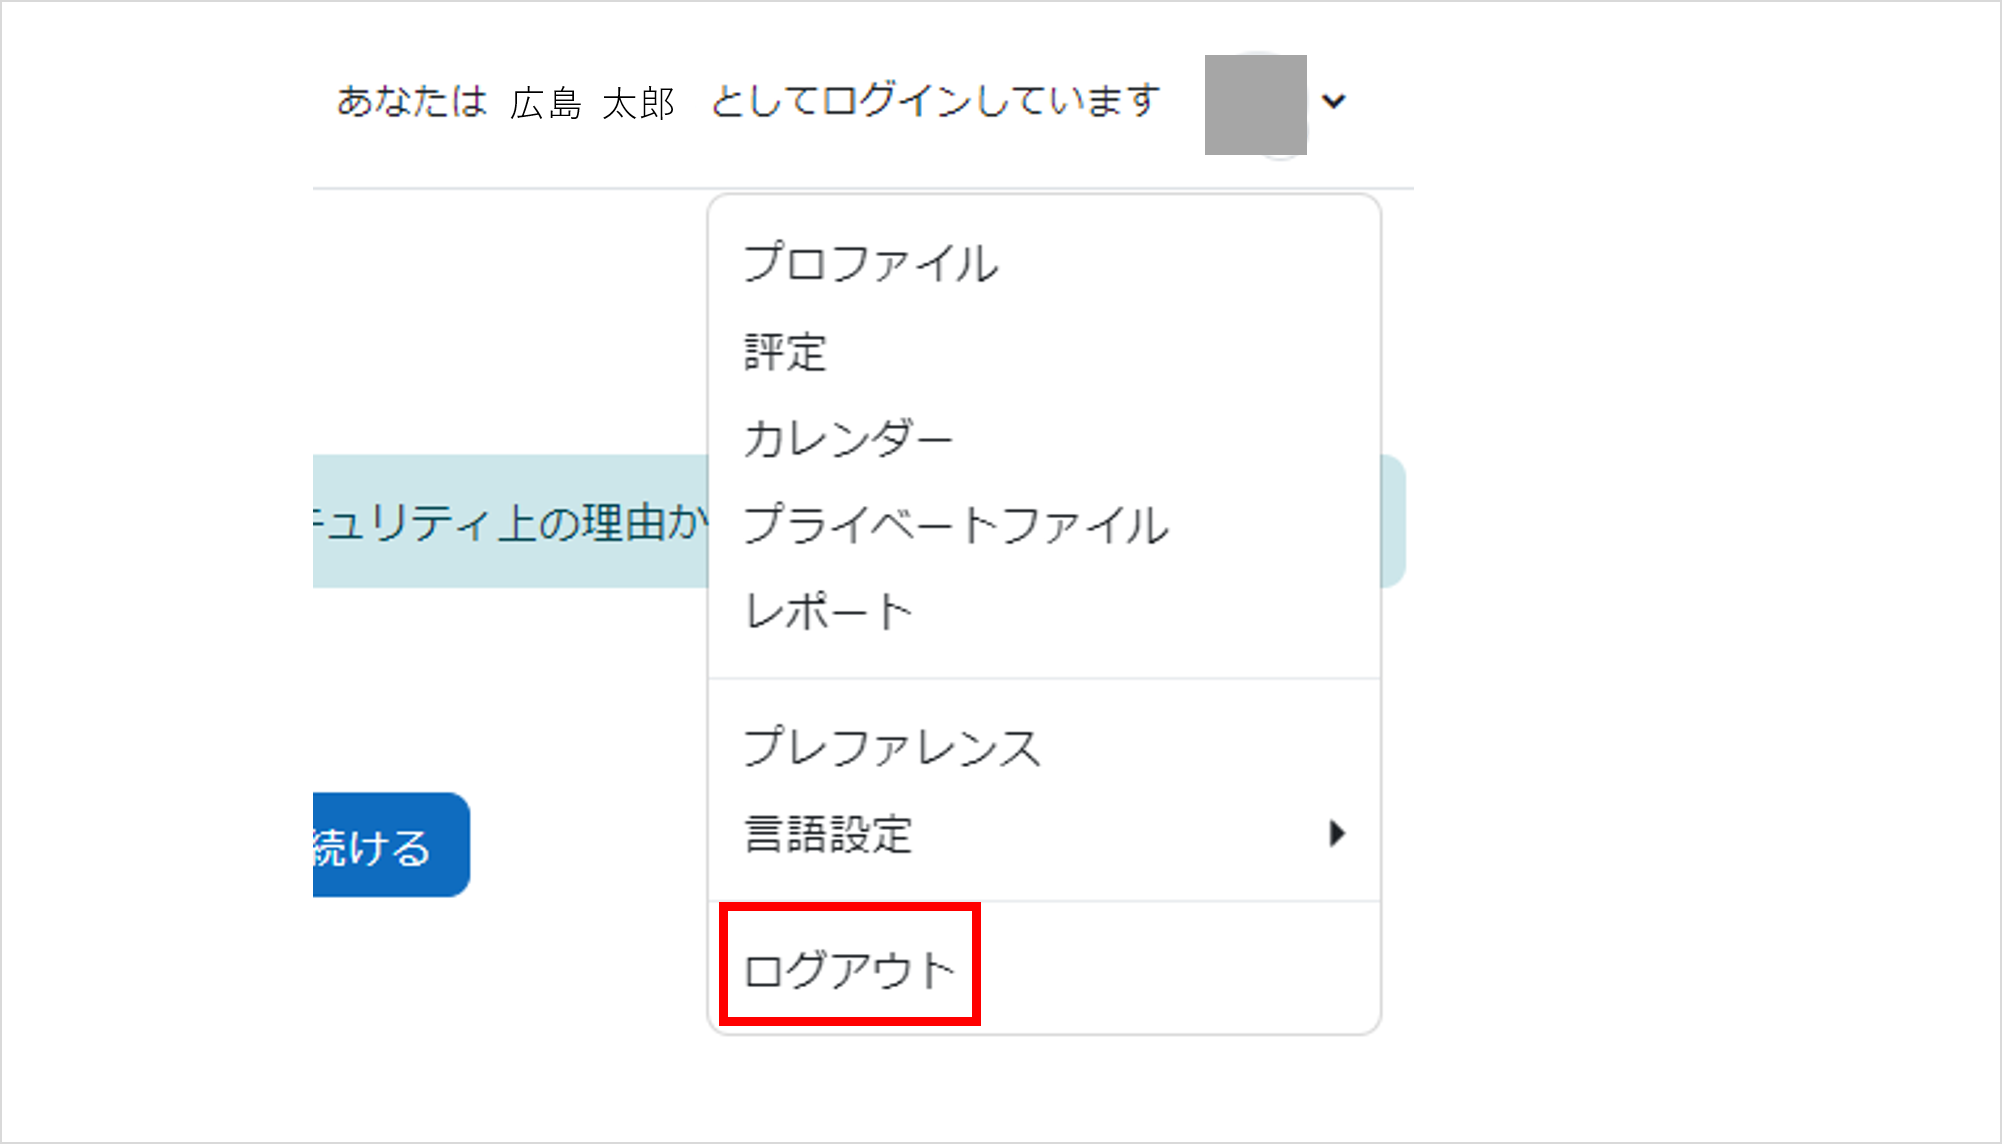 あなたは 広島 太郎 としてログインしています
プロファイル
評定
カレンダー
キュリティ上の理由か
プライベートファイル
レポート
プレファレンス
言語設定
続ける
ログアウト